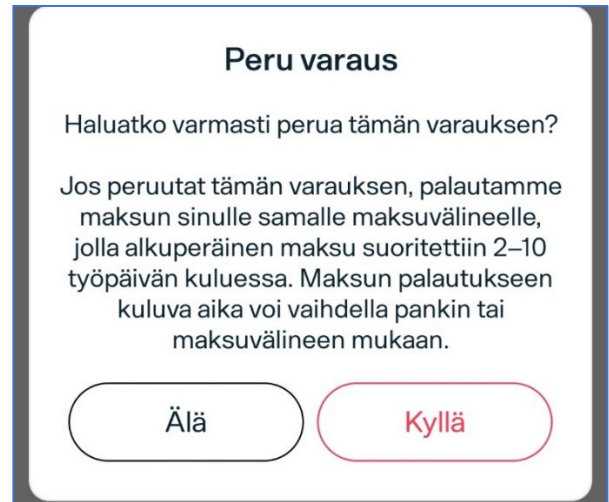 Peru varaus
Haluatko varmasti perua tämän varauksen?
Jos peruutat tämän varauksen, palautamme
maksun sinulle samalle maksuvälineelle,
jolla alkuperäinen maksu suoritettiin 2–10
työpäivän kuluessa. Maksun palautukseen
kuluva aika voi vaihdella pankin tai
maksuvälineen mukaan.
Älä
Kyllä